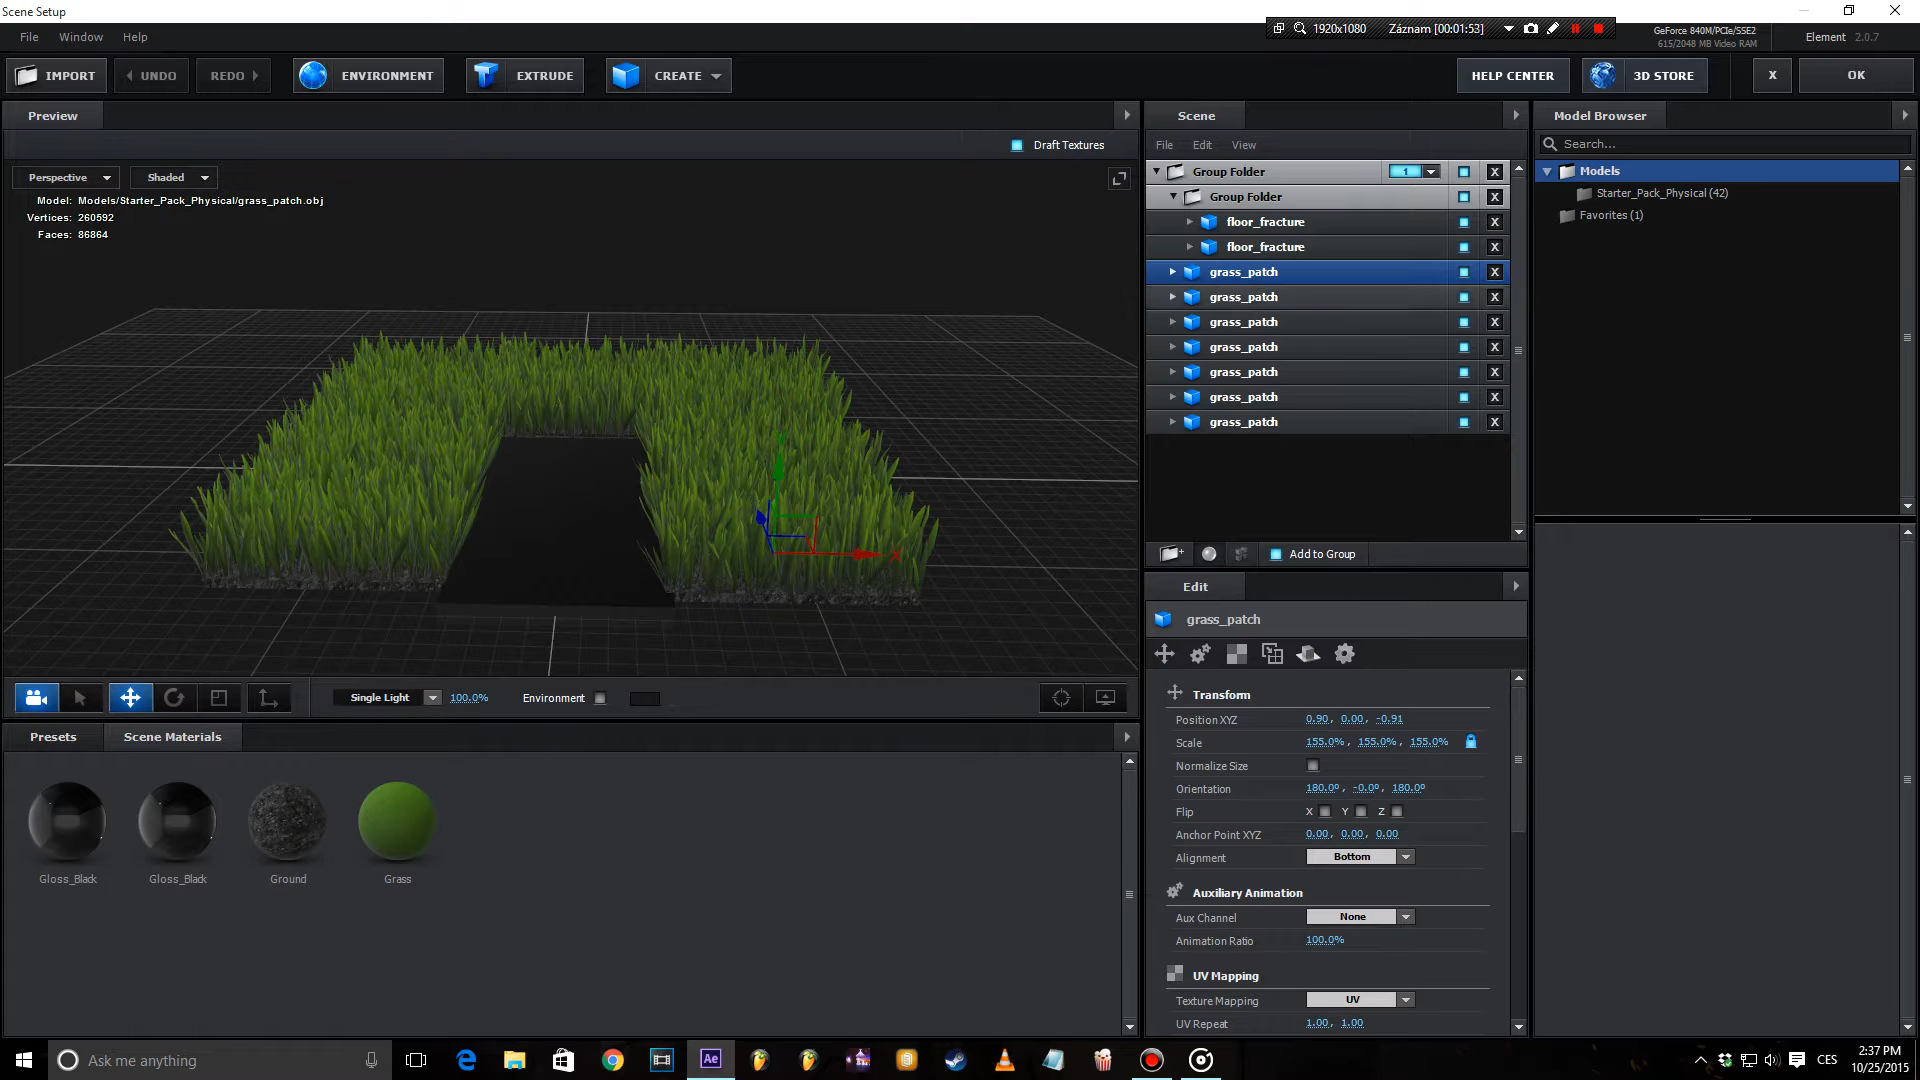 Scene Setup
File Window Help
1920x1080 Záznam [00:01:53]
GeForce 840M/PCIe/SSE2
615/2048 MB Video RAM
Element 2.0.7
IMPORT UNDO REDO ENVIRONMENT EXTRUDE CREATE HELP CENTER 3D STORE X OK
Preview
Draft Textures
Perspective Shaded
Model: Models/Starter_Pack_Physical/grass_patch.obj
Vertices: 260592
Faces: 86864
X
Single Light 100.0% Environment
Presets Scene Materials
Gloss_Black Gloss_Black Ground Grass
Scene
File Edit View
Group Folder 1 X
Group Folder X
floor_fracture X
floor_fracture X
grass_patch X
grass_patch X
grass_patch X
grass_patch X
grass_patch X
grass_patch X
grass_patch X
Add to Group
Edit
grass_patch
Transform
Position XYZ 0.90, 0.00, -0.91
Scale 155.0%, 155.0%, 155.0%
Normalize Size
Orientation 180.0º, -0.0º, 180.0º
Flip X Y Z
Anchor Point XYZ 0.00, 0.00, 0.00
Alignment Bottom
Auxiliary Animation
Aux Channel None
Animation Ratio 100.0%
UV Mapping
Texture Mapping UV
UV Repeat 1.00, 1.00
Model Browser
Search...
Models
Starter_Pack_Physical (42)
Favorites (1)
Ask me anything
Ae
CES
2:37 PM
10/25/2015